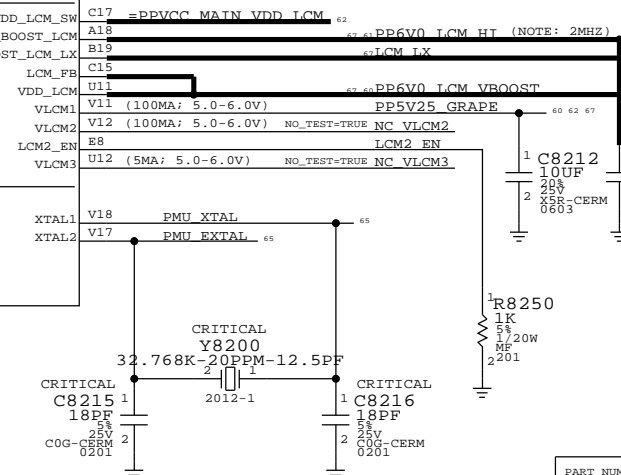 DD_LCM_SW C17 =PPVCC_MAIN_VDD_LCM 62
BOOST_LCM A18 67 61 PP6V0_LCM_HI (NOTE: 2MHZ)
ST_LCM_LX B19 67 LCM_LX
LCM_FB C15
VDD_LCM U11 67 60 PP6V0_LCM_VBOOST
VLCM1 V11 (100MA; 5.0-6.0V) PP5V25_GRAPE 60 62 67
VLCM2 V12 (100MA; 5.0-6.0V) NO_TEST=TRUE NC_VLCM2
LCM2_EN E8 LCM2_EN
VLCM3 U12 (5MA; 5.0-6.0V) NO_TEST=TRUE NC_VLCM3
1 C8212
10UF
20%
25V
2 X5R-CERM
0603
XTAL1 V18 PMU_XTAL 65
XTAL2 V17 PMU_EXTAL 65
1 R8250
1K
5%
1/20W
MF
2 201
CRITICAL
Y8200
32.768K-20PPM-12.5PF
2 1
2012-1
CRITICAL
C8215 1
18PF
5%
25V 2
C0G-CERM
0201
CRITICAL
1 C8216
18PF
5%
2 25V
C0G-CERM
0201
PART NUM